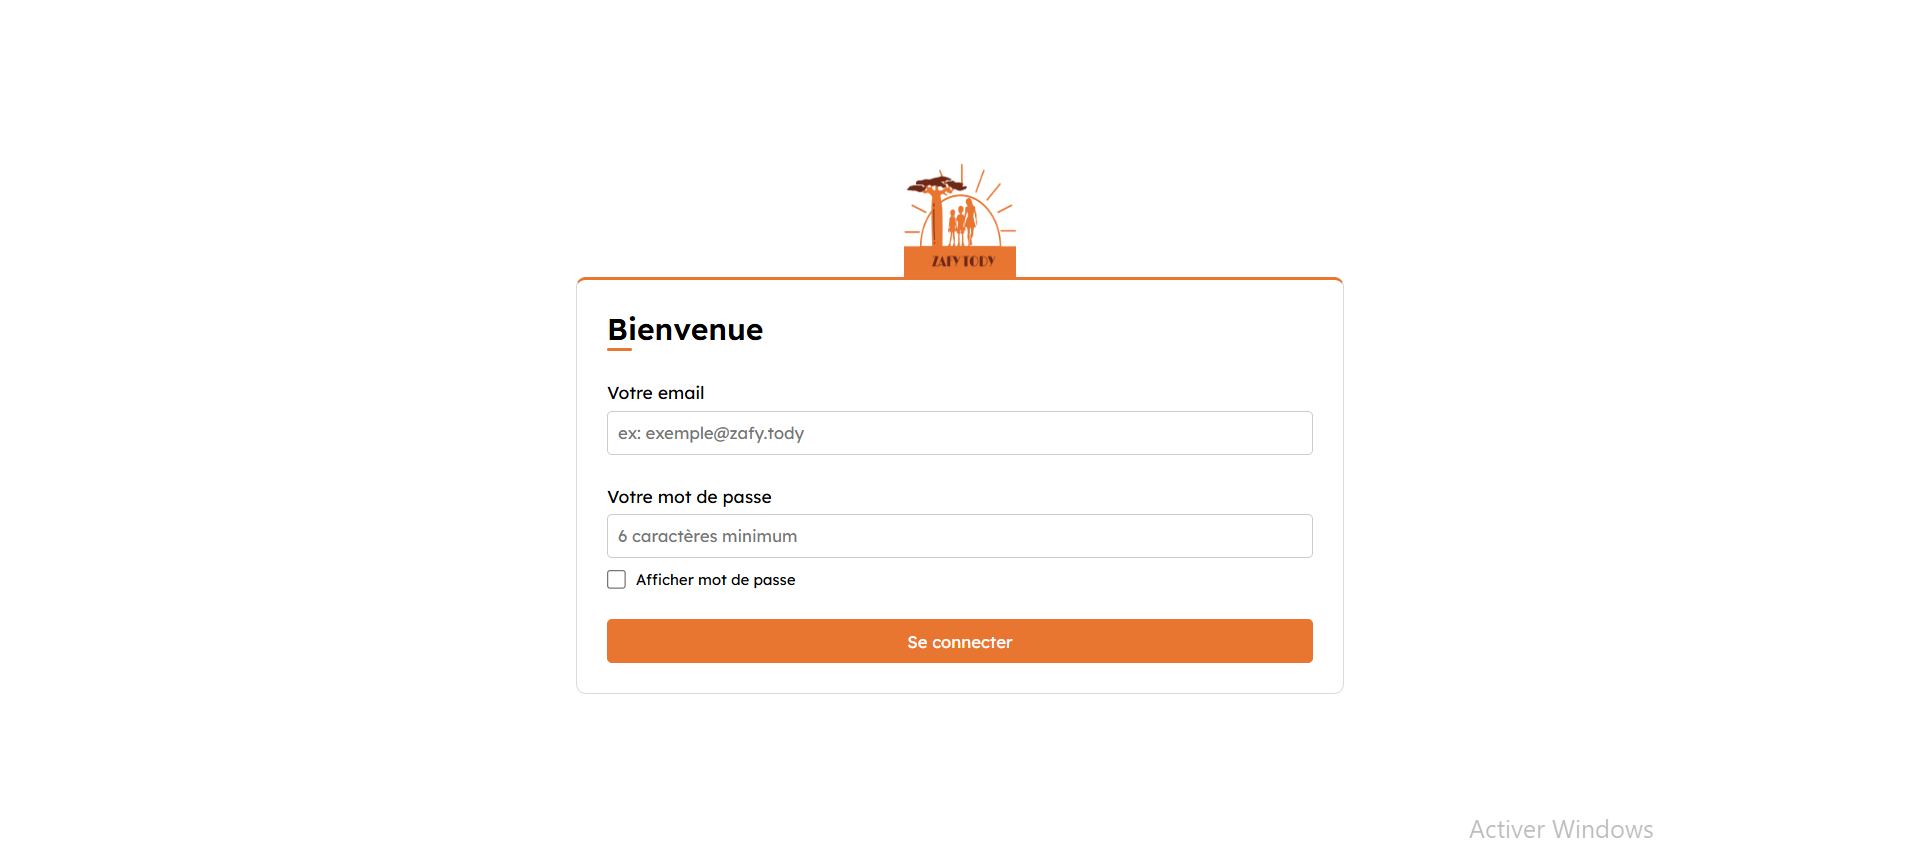 ZAFY TODY
Bienvenue
Votre email
ex: exemple@zafy.tody
Votre mot de passe
6 caractères minimum
Afficher mot de passe
Se connecter
Activer Windows